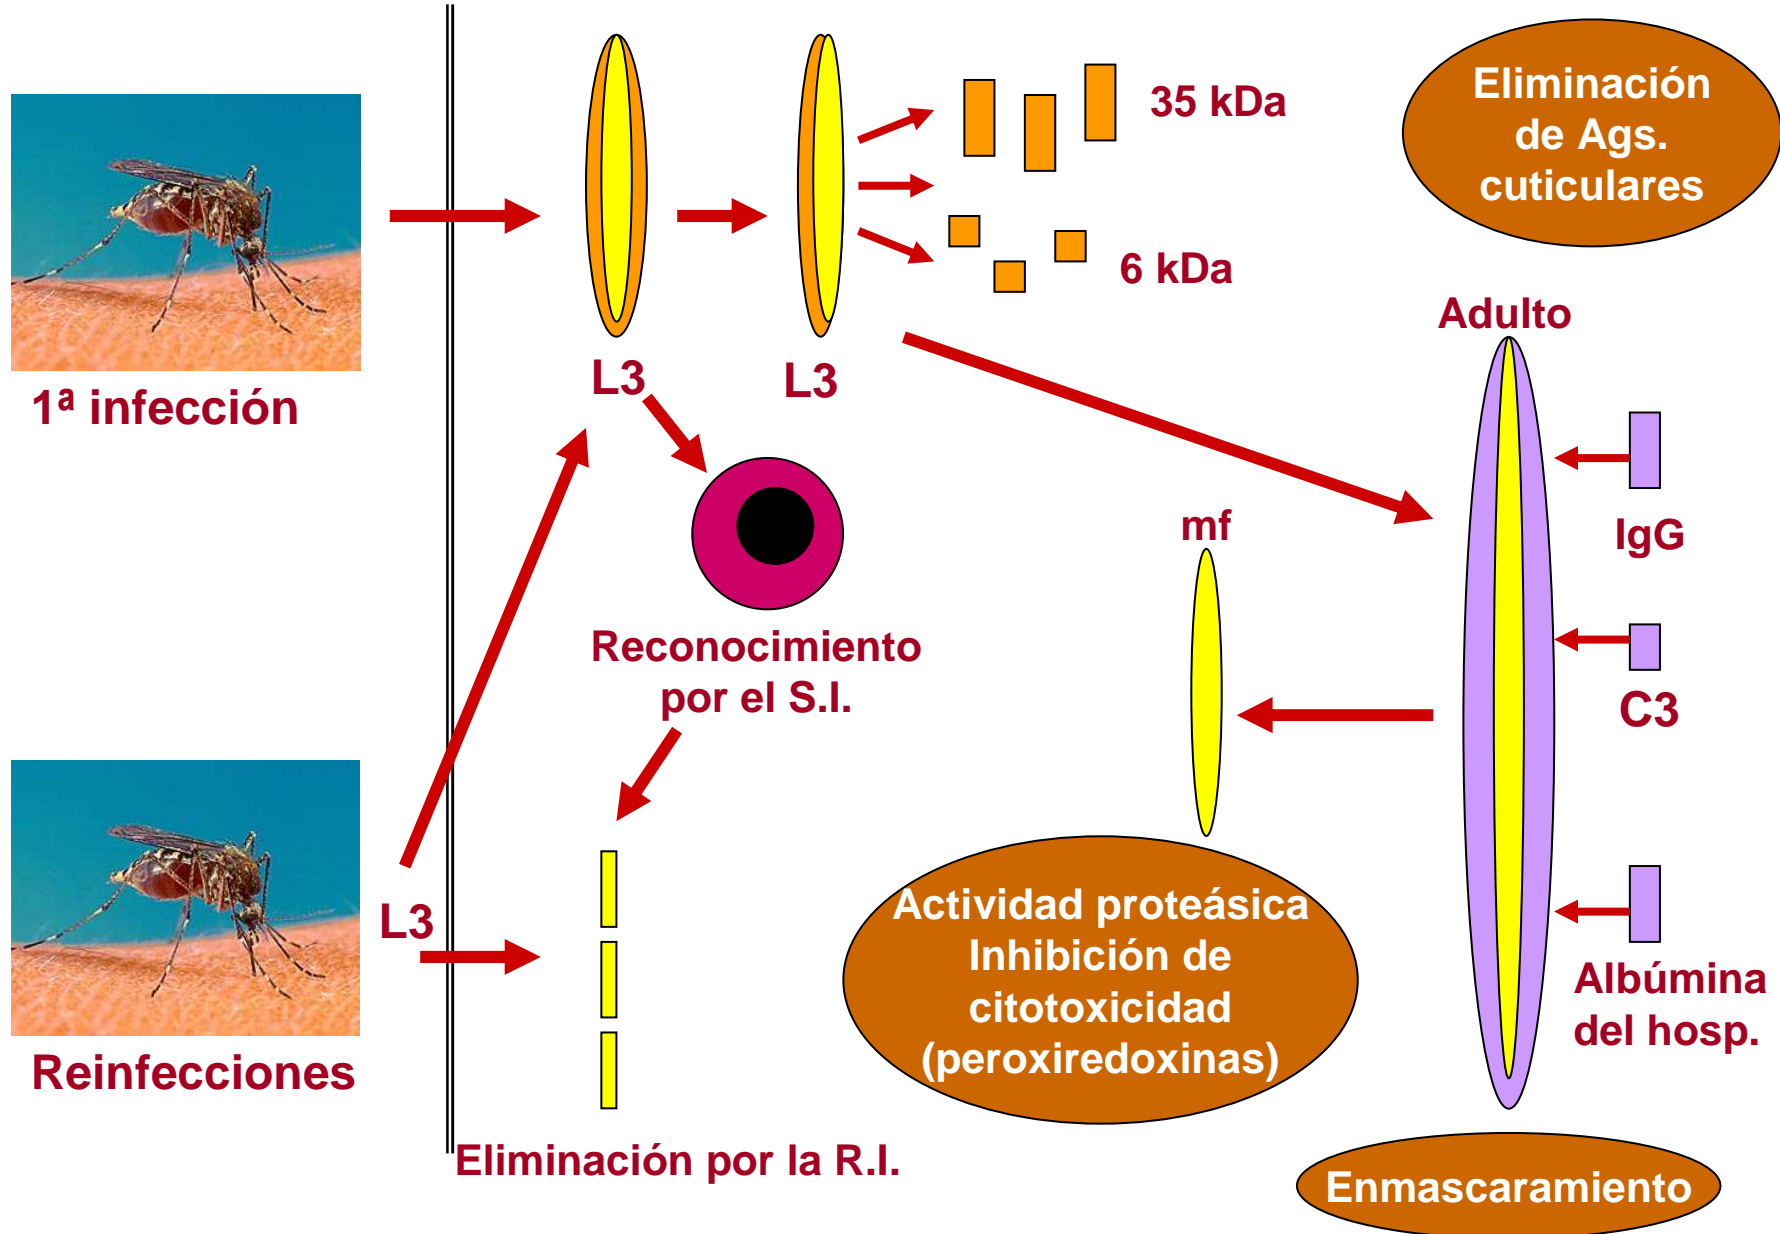 1ª infección
L3
L3
35 kDa
6 kDa
Eliminación
de Ags.
cuticulares
Adulto
IgG
C3
Albúmina
del hosp.
Enmascaramiento
mf
Actividad proteásica
Inhibición de
citotoxicidad
(peroxiredoxinas)
Reconocimiento
por el S.I.
L3
Reinfecciones
Eliminación por la R.I.